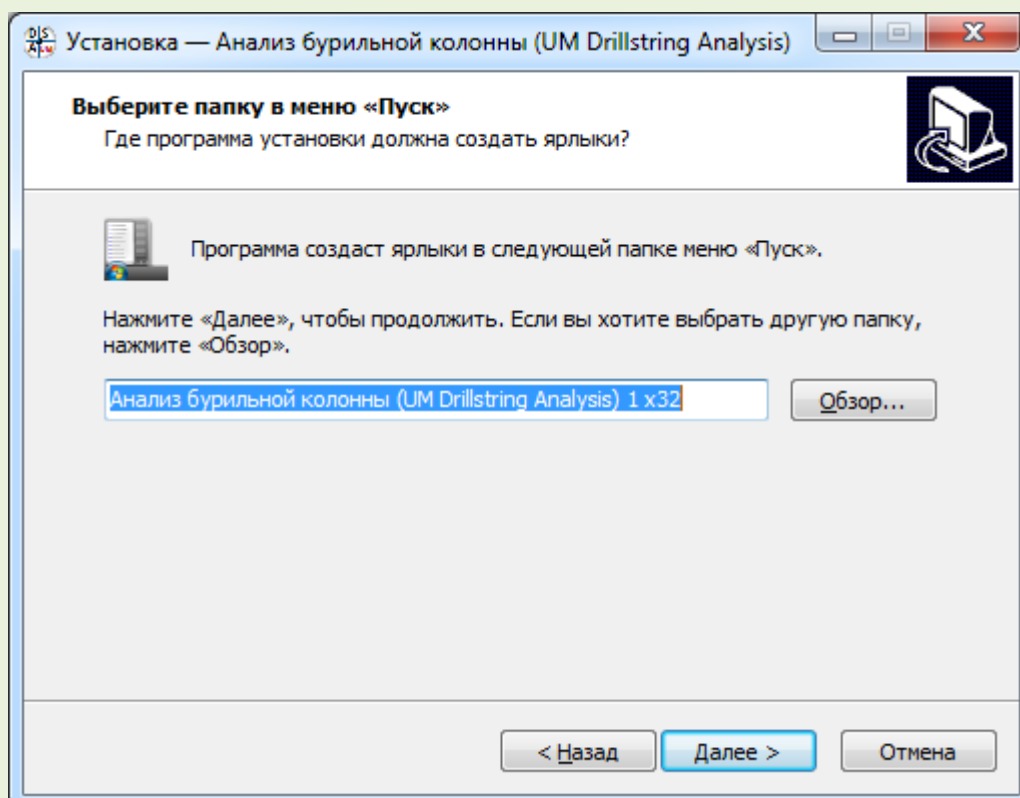 Установка — Анализ бурильной колонны (UM Drillstring Analysis)
Выберите папку в меню «Пуск»
Где программа установки должна создать ярлыки?
Программа создаст ярлыки в следующей папке меню «Пуск».
Нажмите «Далее», чтобы продолжить. Если вы хотите выбрать другую папку,
нажмите «Обзор».
Анализ бурильной колонны (UM Drillstring Analysis) 1 x32
Обзор...
< Назад
Далее >
Отмена